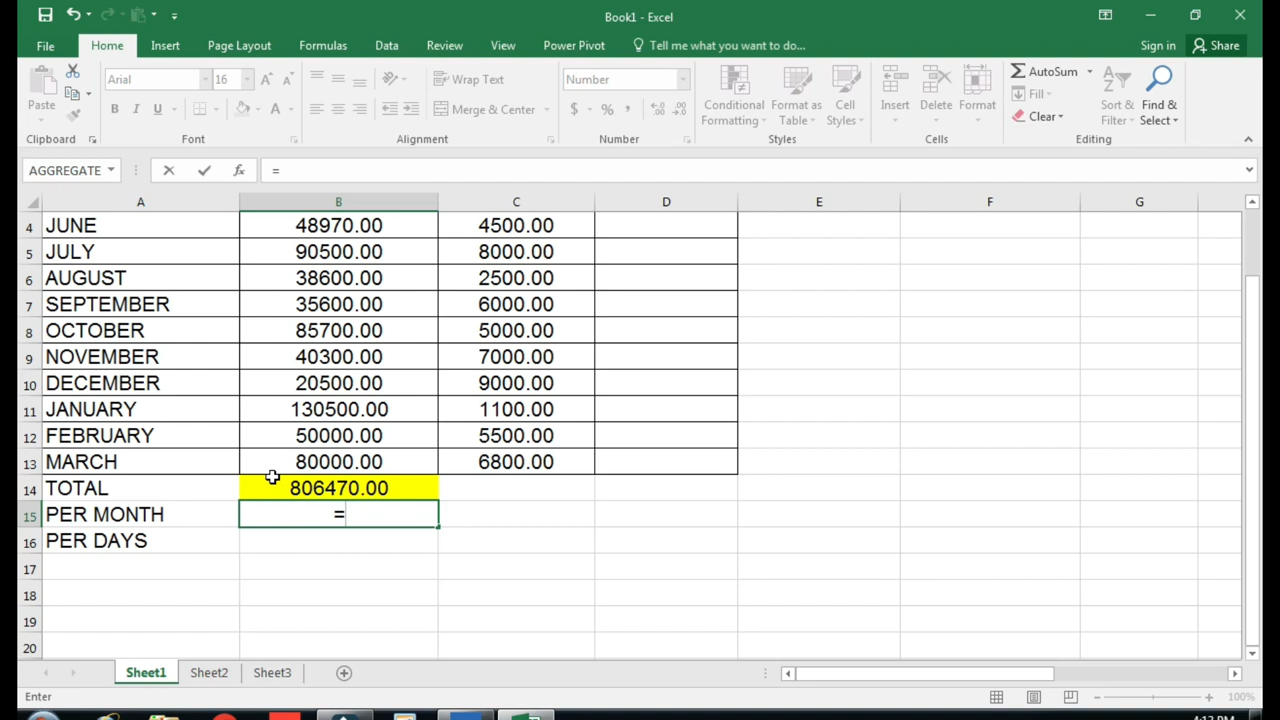 Book1 - Excel
File Home Insert Page Layout Formulas Data Review View Power Pivot Tell me what you want to do... Sign in Share
Paste Arial 16 Wrap Text Number Conditional Formatting Format as Table Cell Styles Insert Delete Format AutoSum Sort & Filter Find & Select
B I U Merge & Center $ % , Fill
Clear
Clipboard Font Alignment Number Styles Cells Editing
AGGREGATE fx =
A B C D E F G
4 JUNE 48970.00 4500.00
5 JULY 90500.00 8000.00
6 AUGUST 38600.00 2500.00
7 SEPTEMBER 35600.00 6000.00
8 OCTOBER 85700.00 5000.00
9 NOVEMBER 40300.00 7000.00
10 DECEMBER 20500.00 9000.00
11 JANUARY 130500.00 1100.00
12 FEBRUARY 50000.00 5500.00
13 MARCH 80000.00 6800.00
14 TOTAL 806470.00
15 PER MONTH =
16 PER DAYS
17
18
19
20
Sheet1 Sheet2 Sheet3
Enter 100%